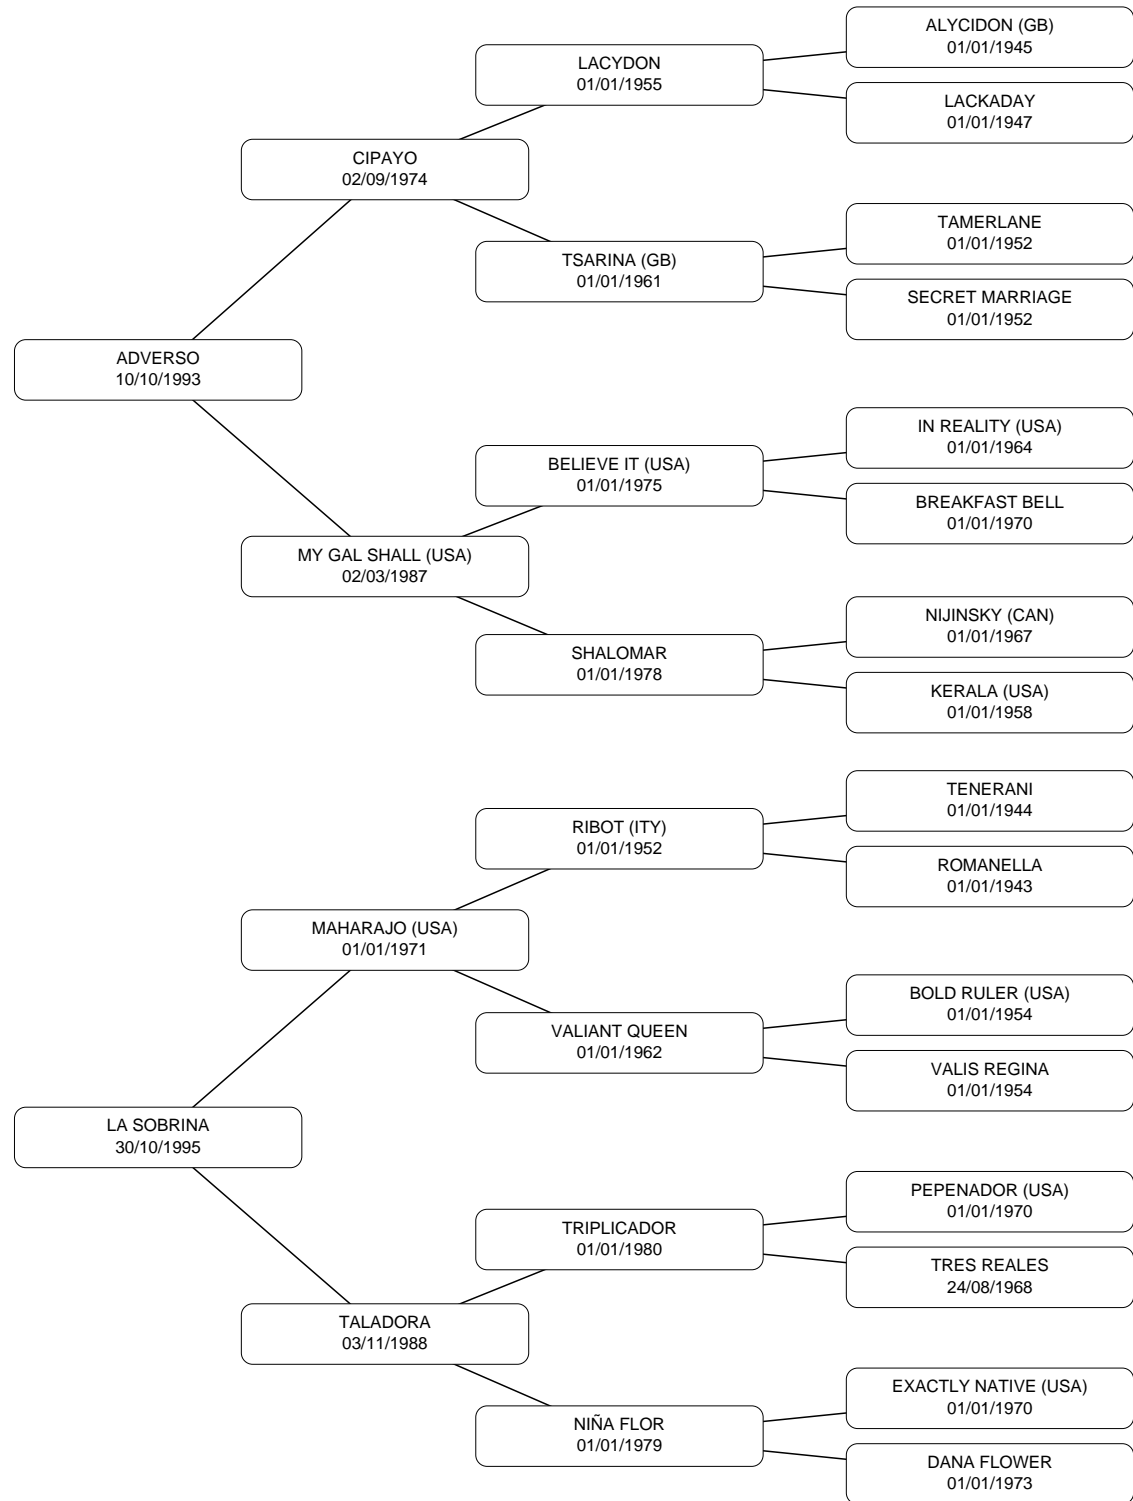 ALYCIDON (GB)
01/01/1945
LACYDON
01/01/1955
LACKADAY
01/01/1947
CIPAYO
02/09/1974
TAMERLANE
01/01/1952
TSARINA (GB)
01/01/1961
SECRET MARRIAGE
01/01/1952
ADVERSO
10/10/1993
IN REALITY (USA)
01/01/1964
BELIEVE IT (USA)
01/01/1975
BREAKFAST BELL
01/01/1970
MY GAL SHALL (USA)
02/03/1987
NIJINSKY (CAN)
01/01/1967
SHALOMAR
01/01/1978
KERALA (USA)
01/01/1958
TENERANI
01/01/1944
RIBOT (ITY)
01/01/1952
ROMANELLA
01/01/1943
MAHARAJO (USA)
01/01/1971
BOLD RULER (USA)
01/01/1954
VALIANT QUEEN
01/01/1962
VALIS REGINA
01/01/1954
LA SOBRINA
30/10/1995
PEPENADOR (USA)
01/01/1970
TRIPLICADOR
01/01/1980
TRES REALES
24/08/1968
TALADORA
03/11/1988
EXACTLY NATIVE (USA)
01/01/1970
NIÑA FLOR
01/01/1979
DANA FLOWER
01/01/1973